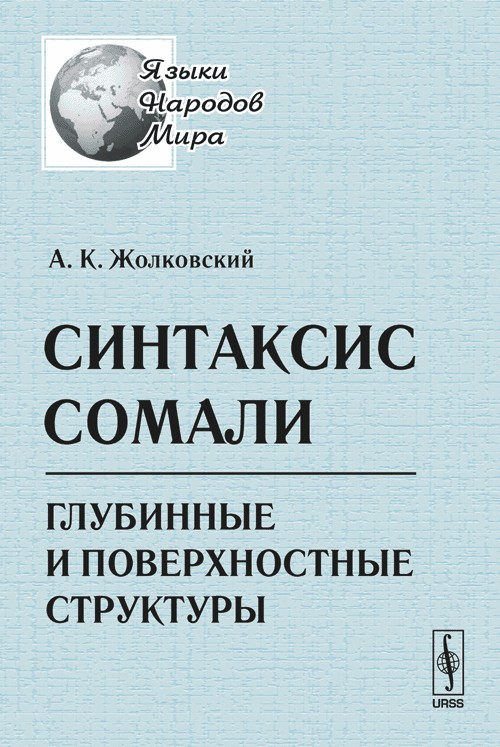 Языки
Народов
Мира
А. К. Жолковский
СИНТАКСИС
СОМАЛИ
ГЛУБИННЫЕ
И ПОВЕРХНОСТНЫЕ
СТРУКТУРЫ
URSS